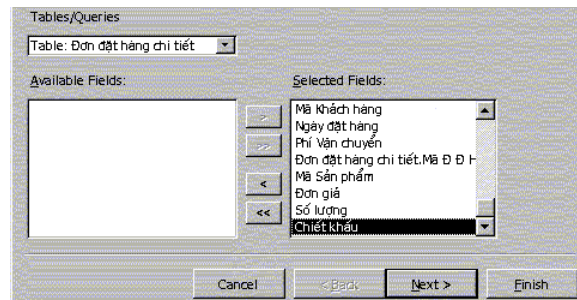 Tables/Queries
Table: Đơn đặt hàng chi tiết
Available Fields:
Selected Fields:
Mã Khách hàng
Ngày đặt hàng
Phí Vận chuyển
Đơn đặt hàng chi tiết.Mã Đ Đ H
Mã Sản phẩm
Đơn giá
Số lượng
Chiết khấu
>
>>
<
<<
Cancel
< Back
Next >
Finish